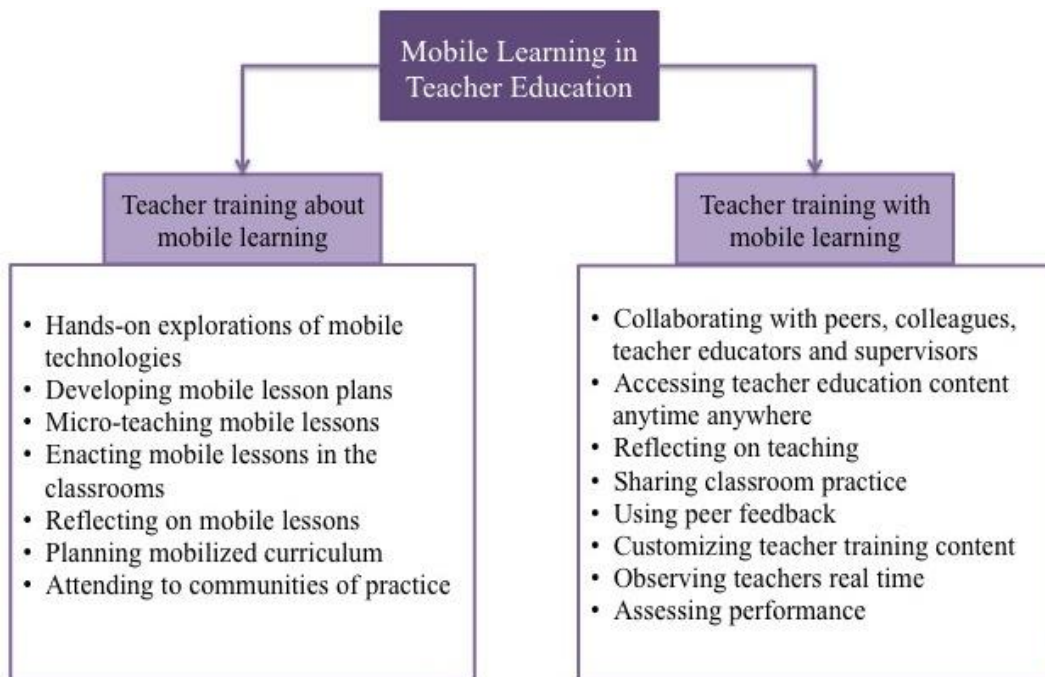 Mobile Learning in
Teacher Education
Teacher training about
mobile learning
• Hands-on explorations of mobile
technologies
• Developing mobile lesson plans
• Micro-teaching mobile lessons
• Enacting mobile lessons in the
classrooms
• Reflecting on mobile lessons
• Planning mobilized curriculum
• Attending to communities of practice
Teacher training with
mobile learning
• Collaborating with peers, colleagues,
teacher educators and supervisors
• Accessing teacher education content
anytime anywhere
• Reflecting on teaching
• Sharing classroom practice
• Using peer feedback
• Customizing teacher training content
• Observing teachers real time
• Assessing performance